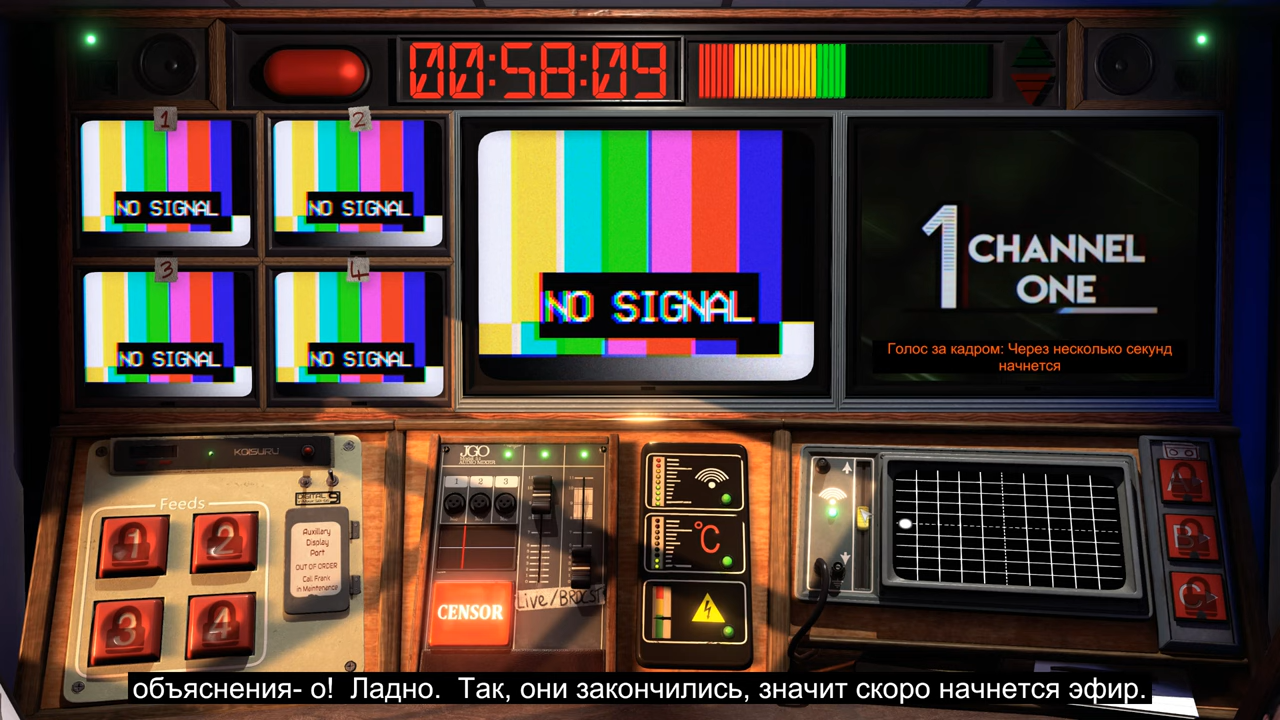 00:58:09
1
2
NO SIGNAL
NO SIGNAL
3
4
NO SIGNAL
NO SIGNAL
NO SIGNAL
1 CHANNEL
ONE
Голос за кадром: Через несколько секунд
начнется
KAISURU
Feeds
1
2
3
4
Auxiliary
Display
Port
OUT OF ORDER
Call Frank
in Maintenance
JGO
1 2 3
CENSOR
Live/BRDCST
°C
A
B
C
объяснения- о! Ладно. Так, они закончились, значит скоро начнется эфир.